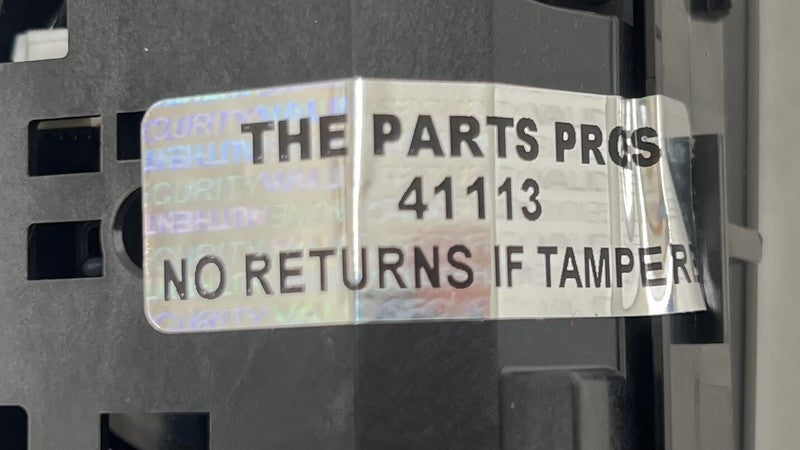 THE PARTS PROS
41113
NO RETURNS IF TAMPERE